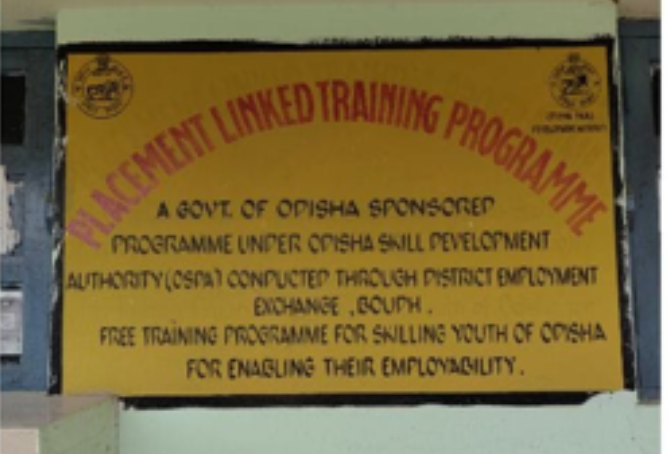 PLACEMENT LINKED TRAINING PROGRAMME
A GOVT. OF ODISHA SPONSORED
PROGRAMME UNDER ODISHA SKILL DEVELOPMENT
AUTHORITY (OSDA) CONDUCTED THROUGH DISTRICT EMPLOYMENT
EXCHANGE , BOUDH .
FREE TRAINING PROGRAMME FOR SKILLING YOUTH OF ODISHA
FOR ENABLING THEIR EMPLOYABILITY .